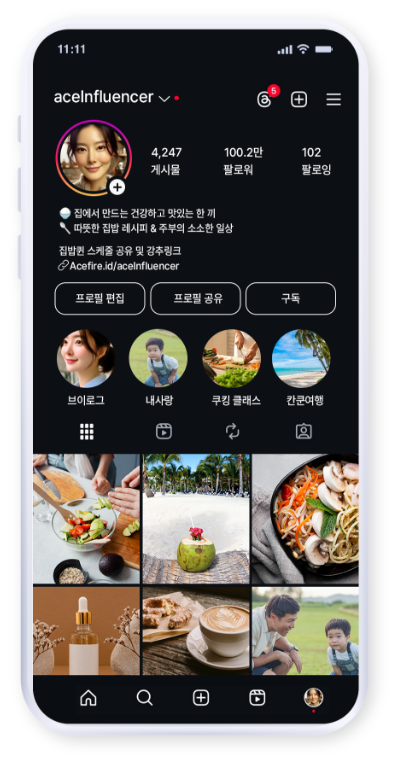 11:11
aceInfluencer
5
4,247
게시물
100.2만
팔로워
102
팔로잉
집에서 만드는 건강하고 맛있는 한 끼
따뜻한 집밥 레시피 & 주부의 소소한 일상
집밥퀸 스케줄 공유 및 강추링크
Acefire.id/aceInfluencer
프로필 편집
프로필 공유
구독
브이로그
내사랑
쿠킹 클래스
칸쿤여행